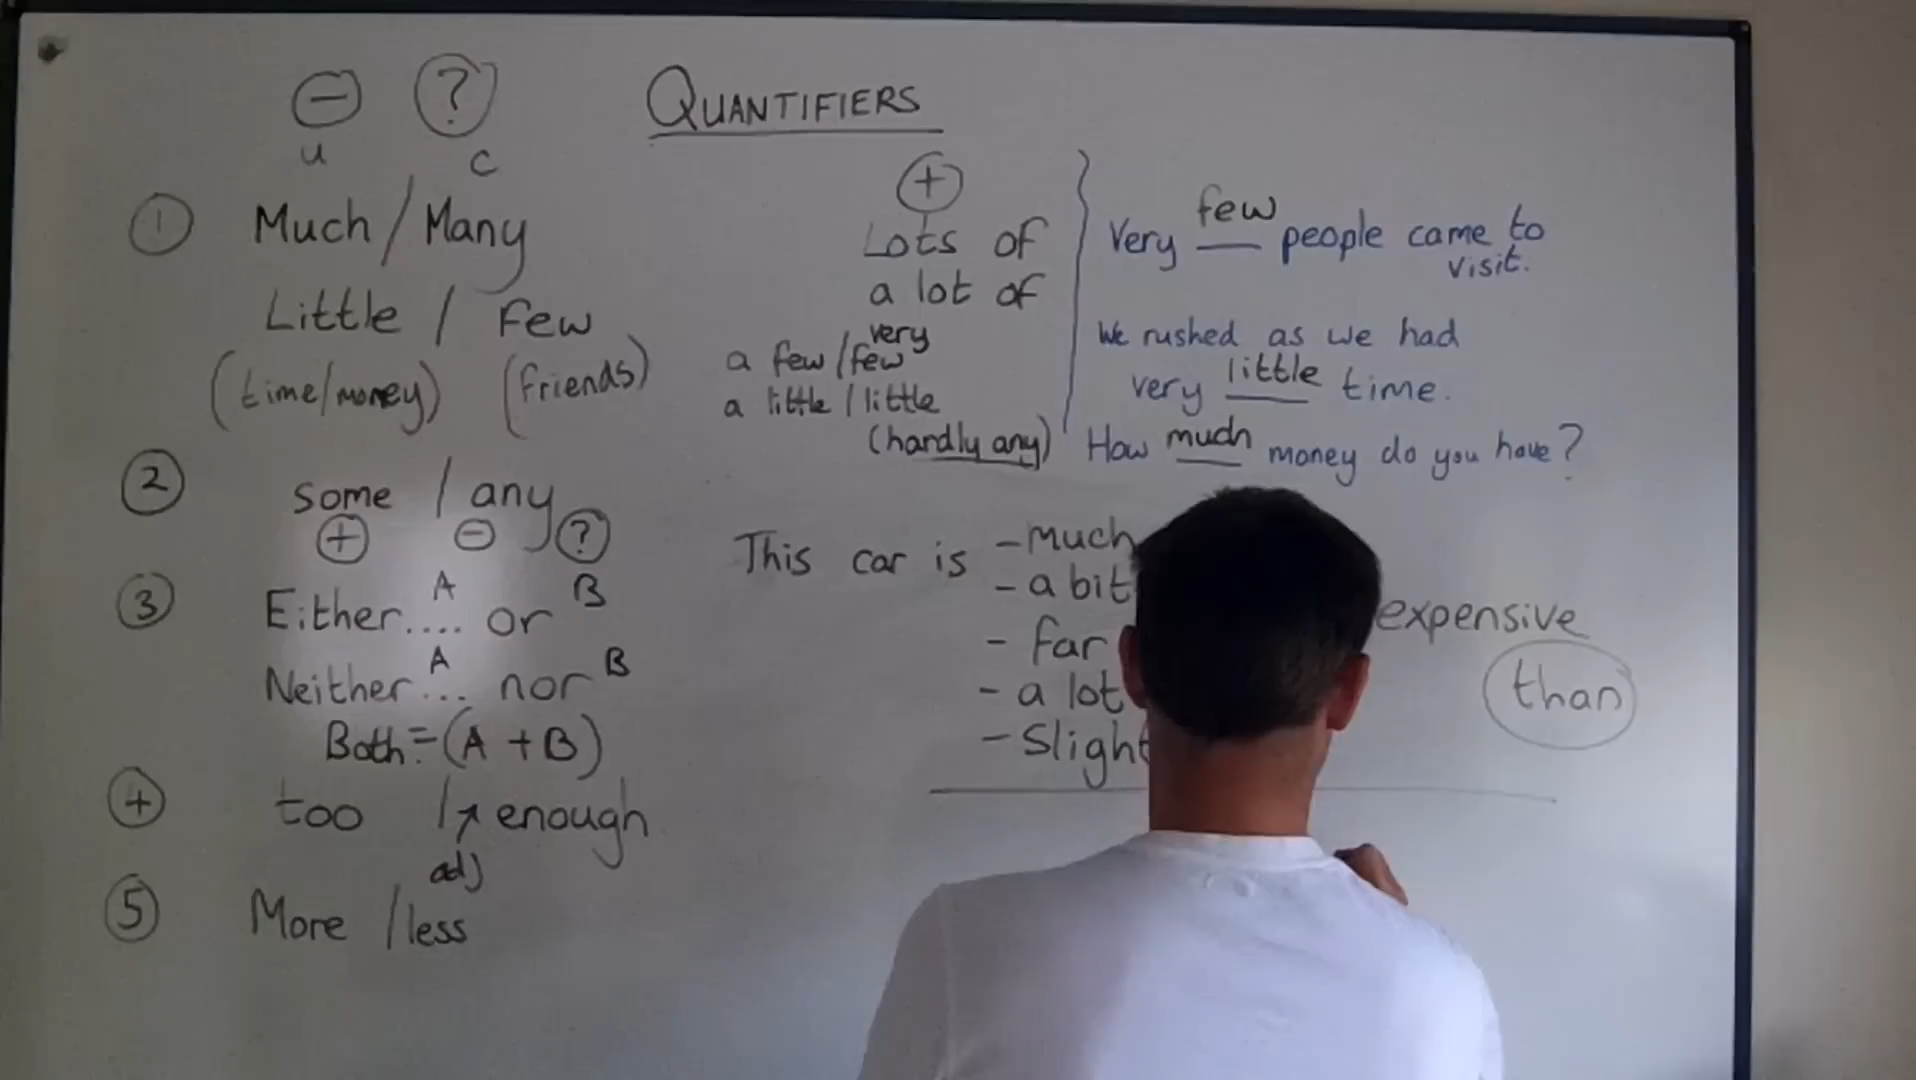 QUANTIFIERS
- ?
u c
1 Much / Many
Little / Few
(time/money) (friends)
2 some / any
+ - ?
3 Either.... or
A B
Neither... nor
A B
Both = (A + B)
4 too / enough
adj
5 More / less
+
Lots of
a lot of
very
a few / few
a little / little
(hardly any)
Very few people came to
visit.
We rushed as we had
very little time.
How much money do you have?
This car is - much
- a bit
- far
- a lot
expensive
than